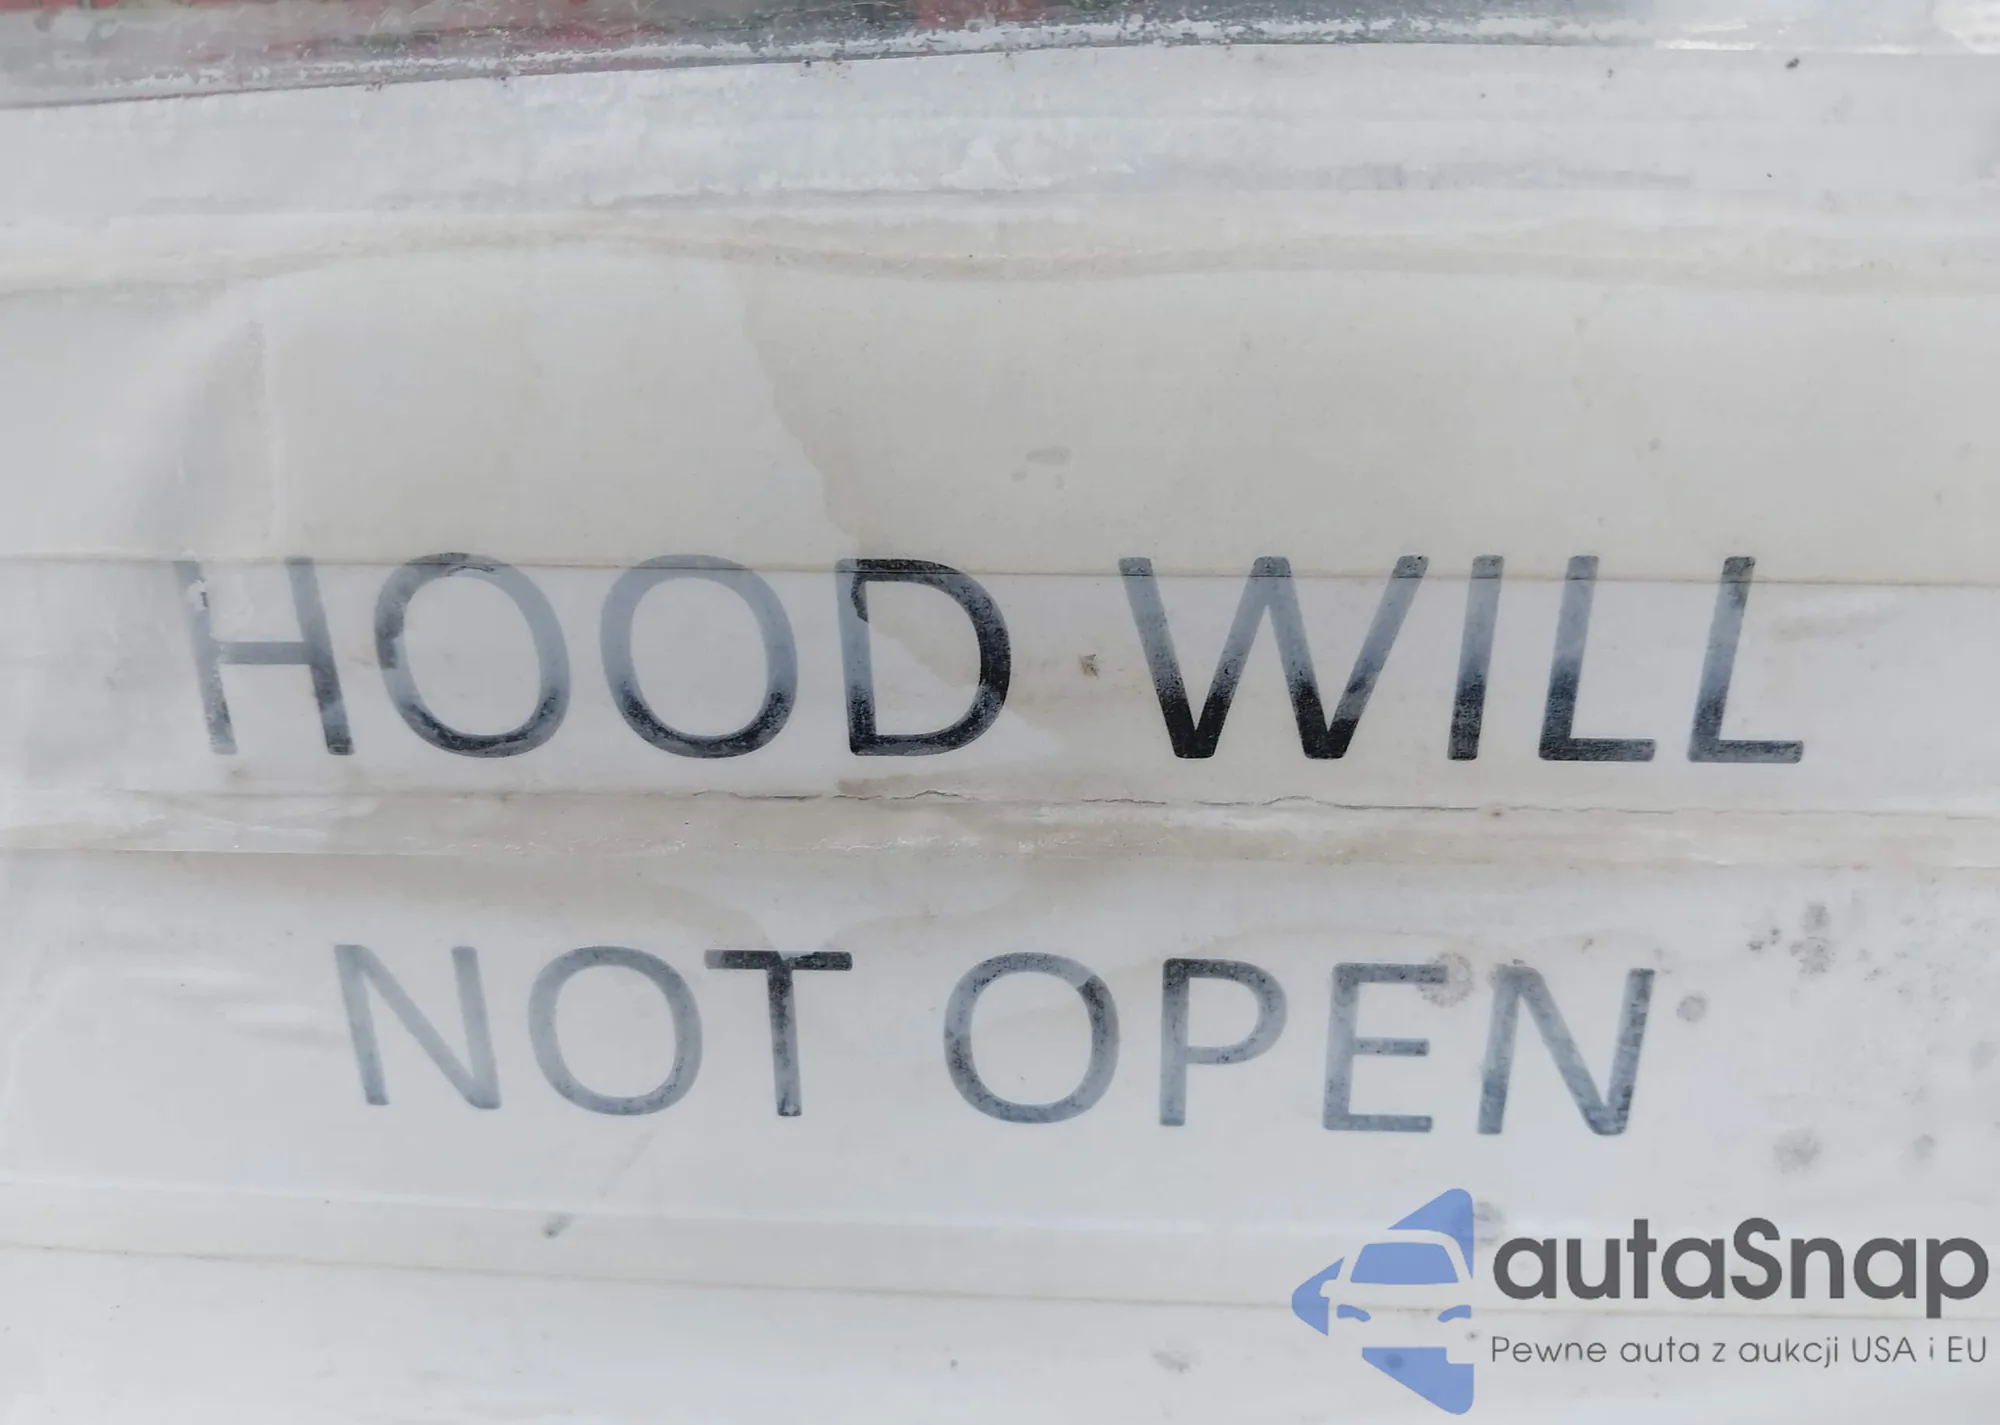 HOOD WILL
NOT OPEN
autaSnap
Pewne auta z aukcji USA i EU